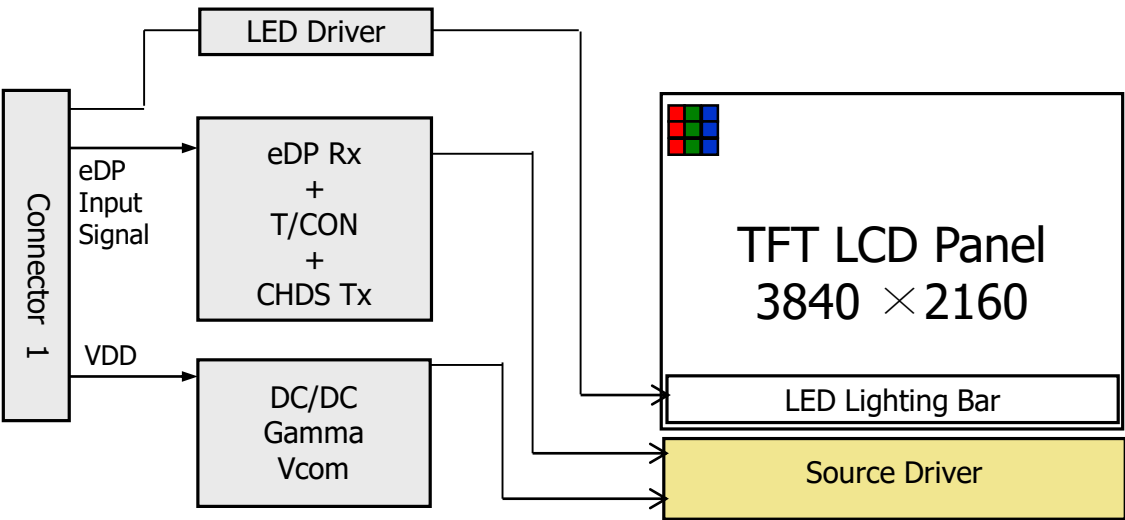 LED Driver
Connector 1
eDP
Input
Signal
eDP Rx
+
T/CON
+
CHDS Tx
VDD
DC/DC
Gamma
Vcom
TFT LCD Panel
3840 ×2160
LED Lighting Bar
Source Driver